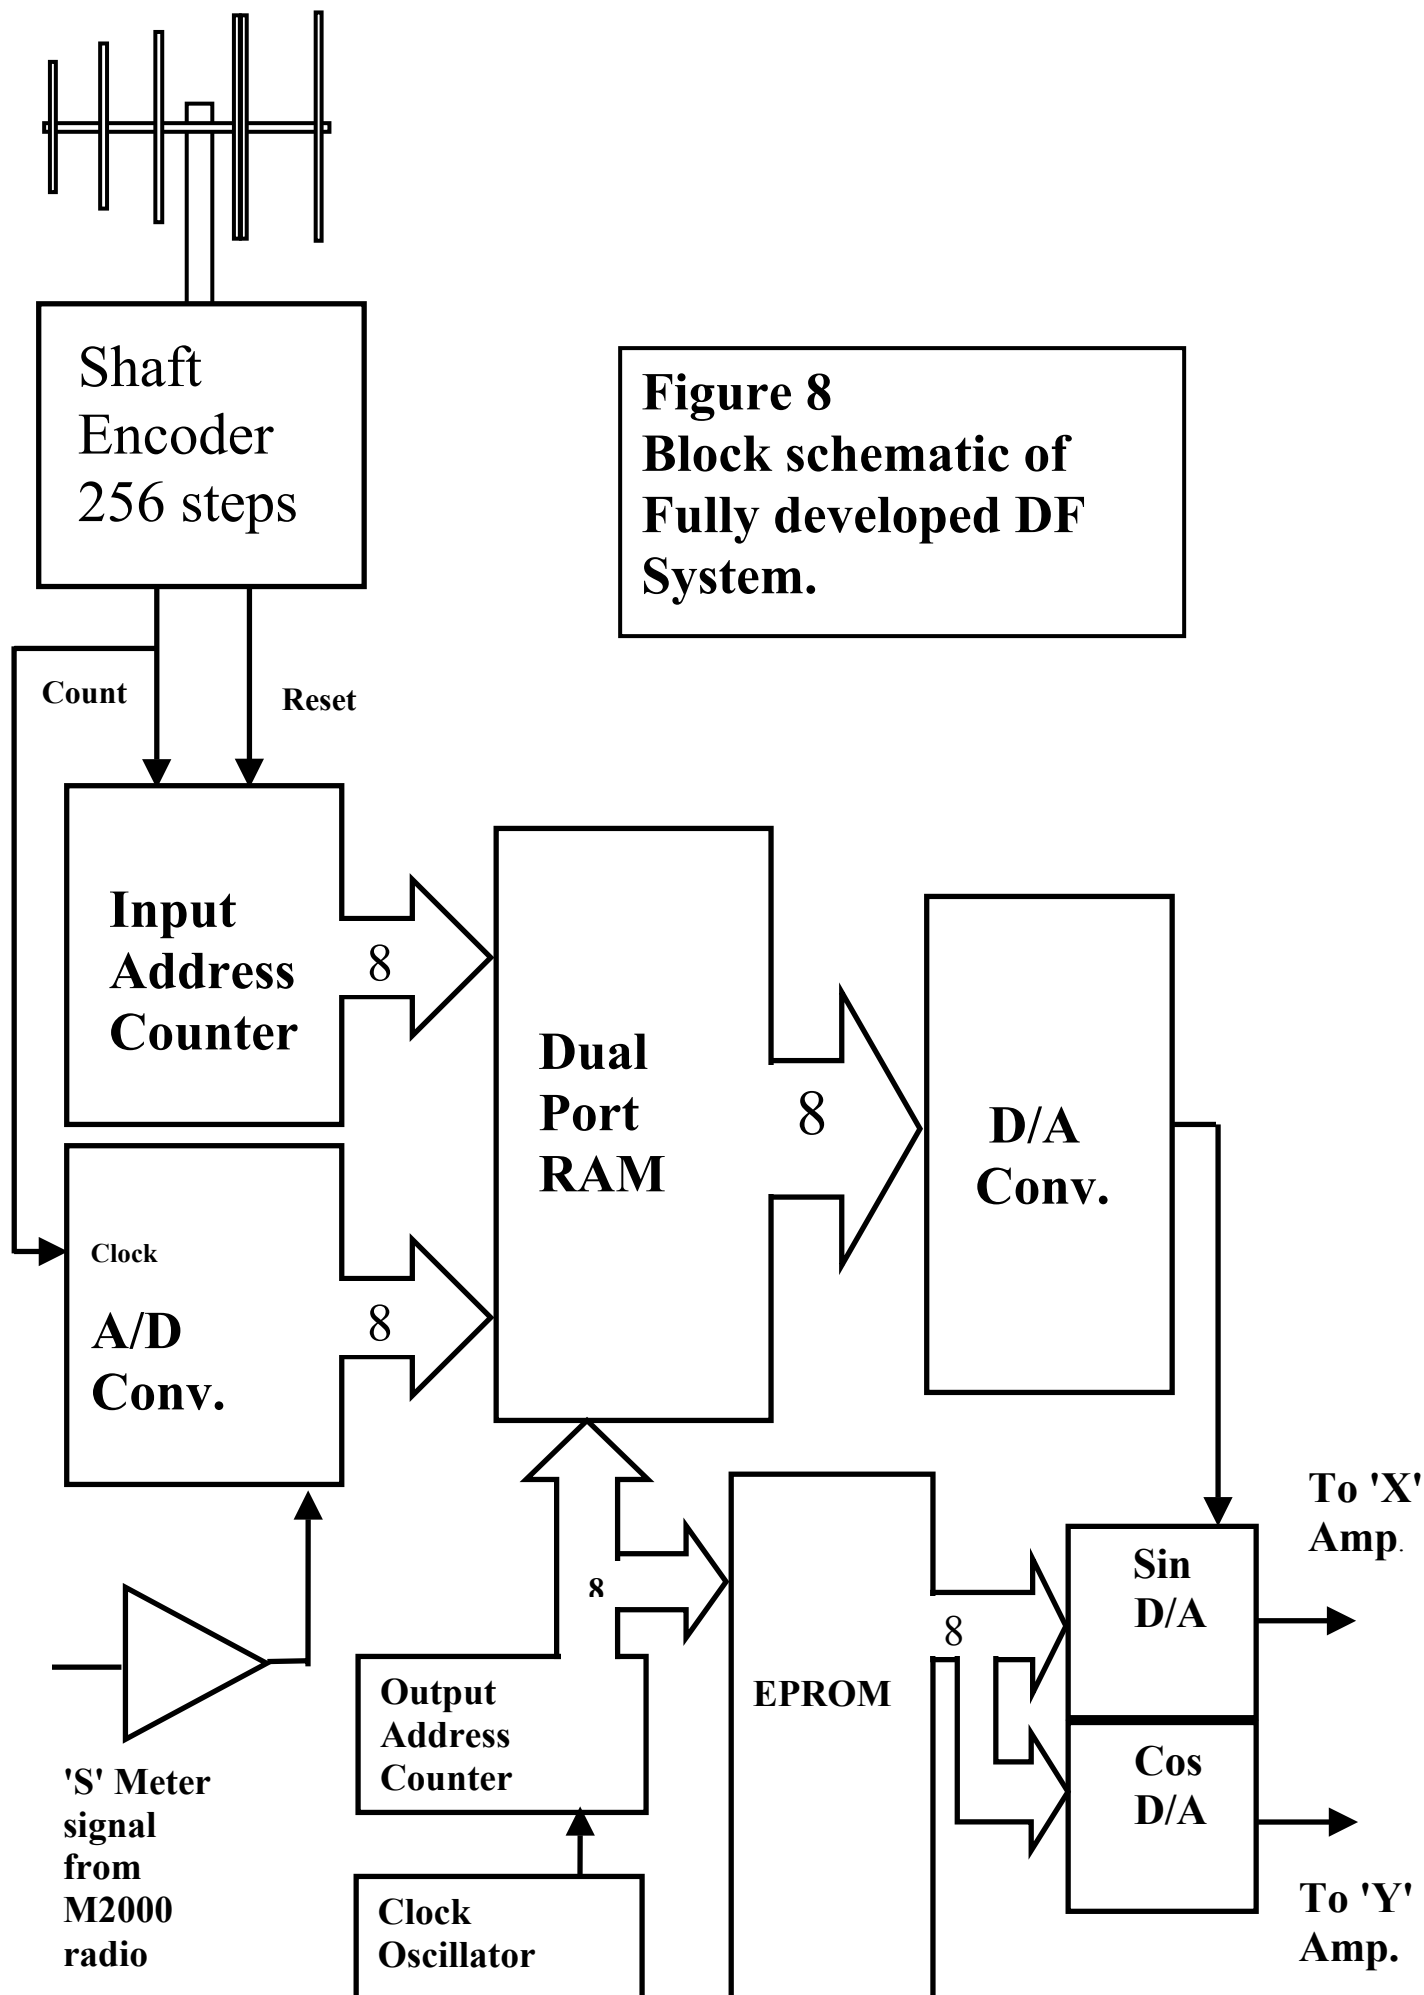 Shaft
Encoder
256 steps
Figure 8
Block schematic of
Fully developed DF
System.
Count
Reset
Input
Address
Counter
8
Dual
Port
RAM
8
D/A
Conv.
Clock
A/D
Conv.
8
To 'X'
Amp.
Sin
D/A
8
8
EPROM
Output
Address
Counter
Cos
D/A
'S' Meter
signal
from
M2000
radio
Clock
Oscillator
To 'Y'
Amp.